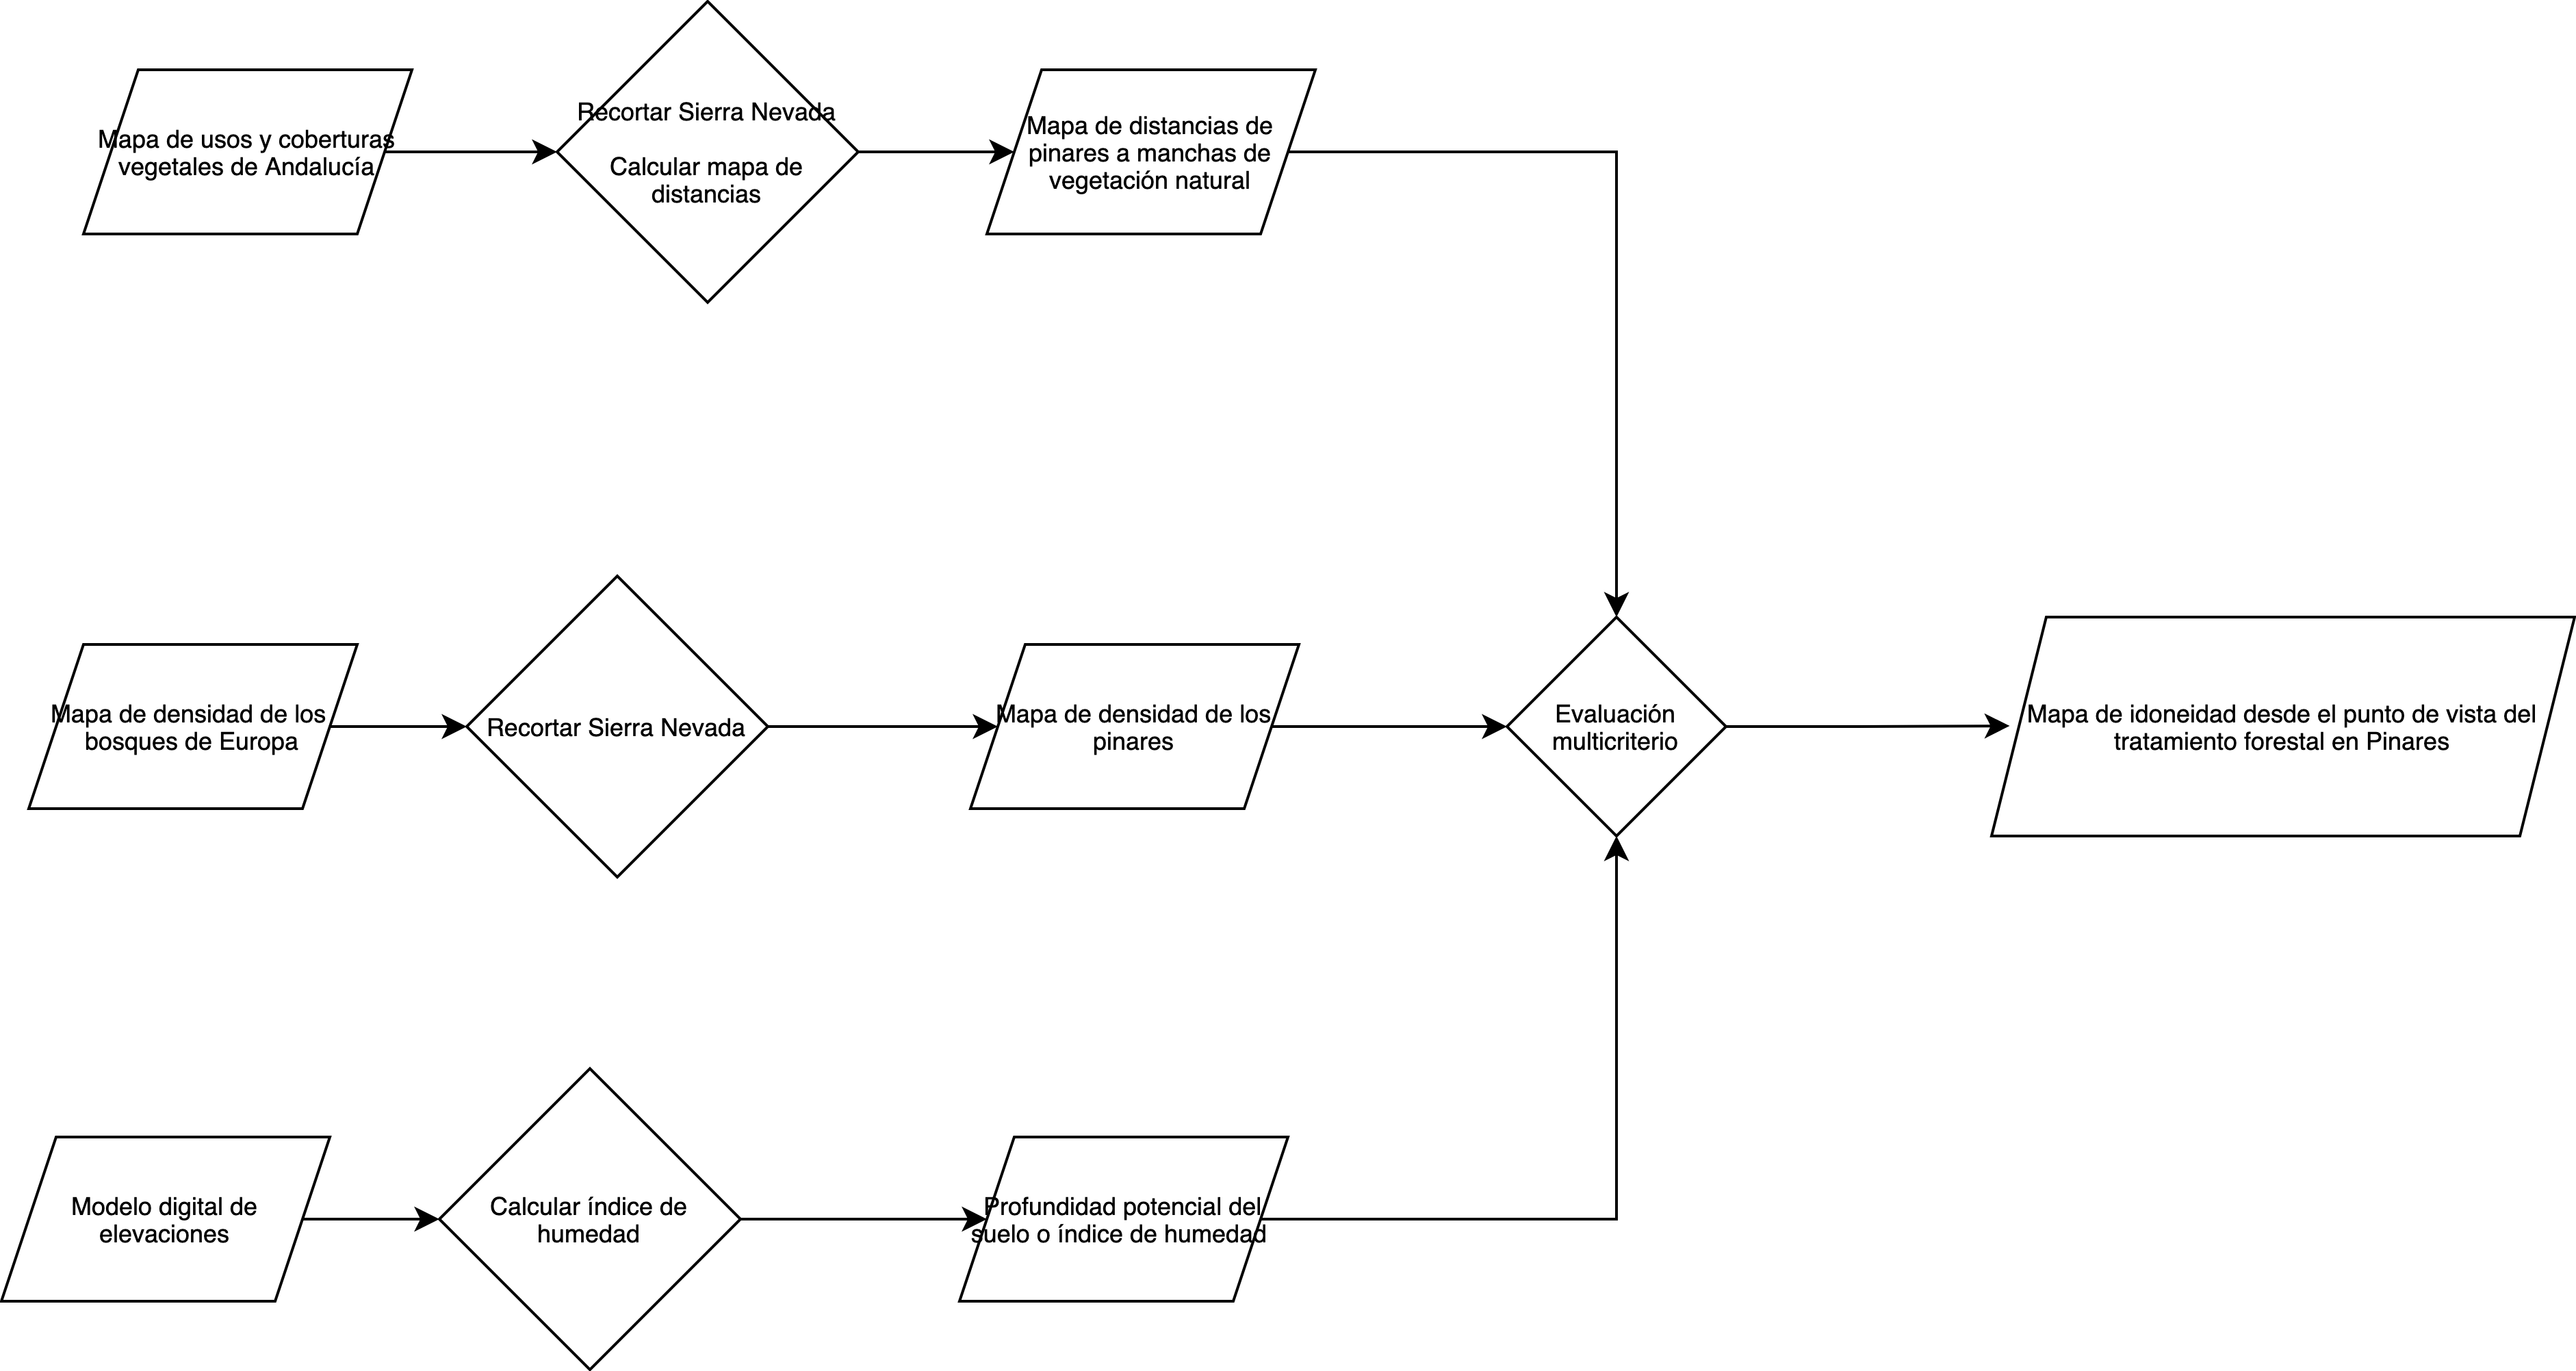 Mapa de usos y coberturas
vegetales de Andalucía
Recortar Sierra Nevada
Calcular mapa de
distancias
Mapa de distancias de
pinares a manchas de
vegetación natural
Mapa de densidad de los
bosques de Europa
Recortar Sierra Nevada
Mapa de densidad de los
pinares
Evaluación
multicriterio
Mapa de idoneidad desde el punto de vista del
tratamiento forestal en Pinares
Modelo digital de
elevaciones
Calcular índice de
humedad
Profundidad potencial del
suelo o índice de humedad